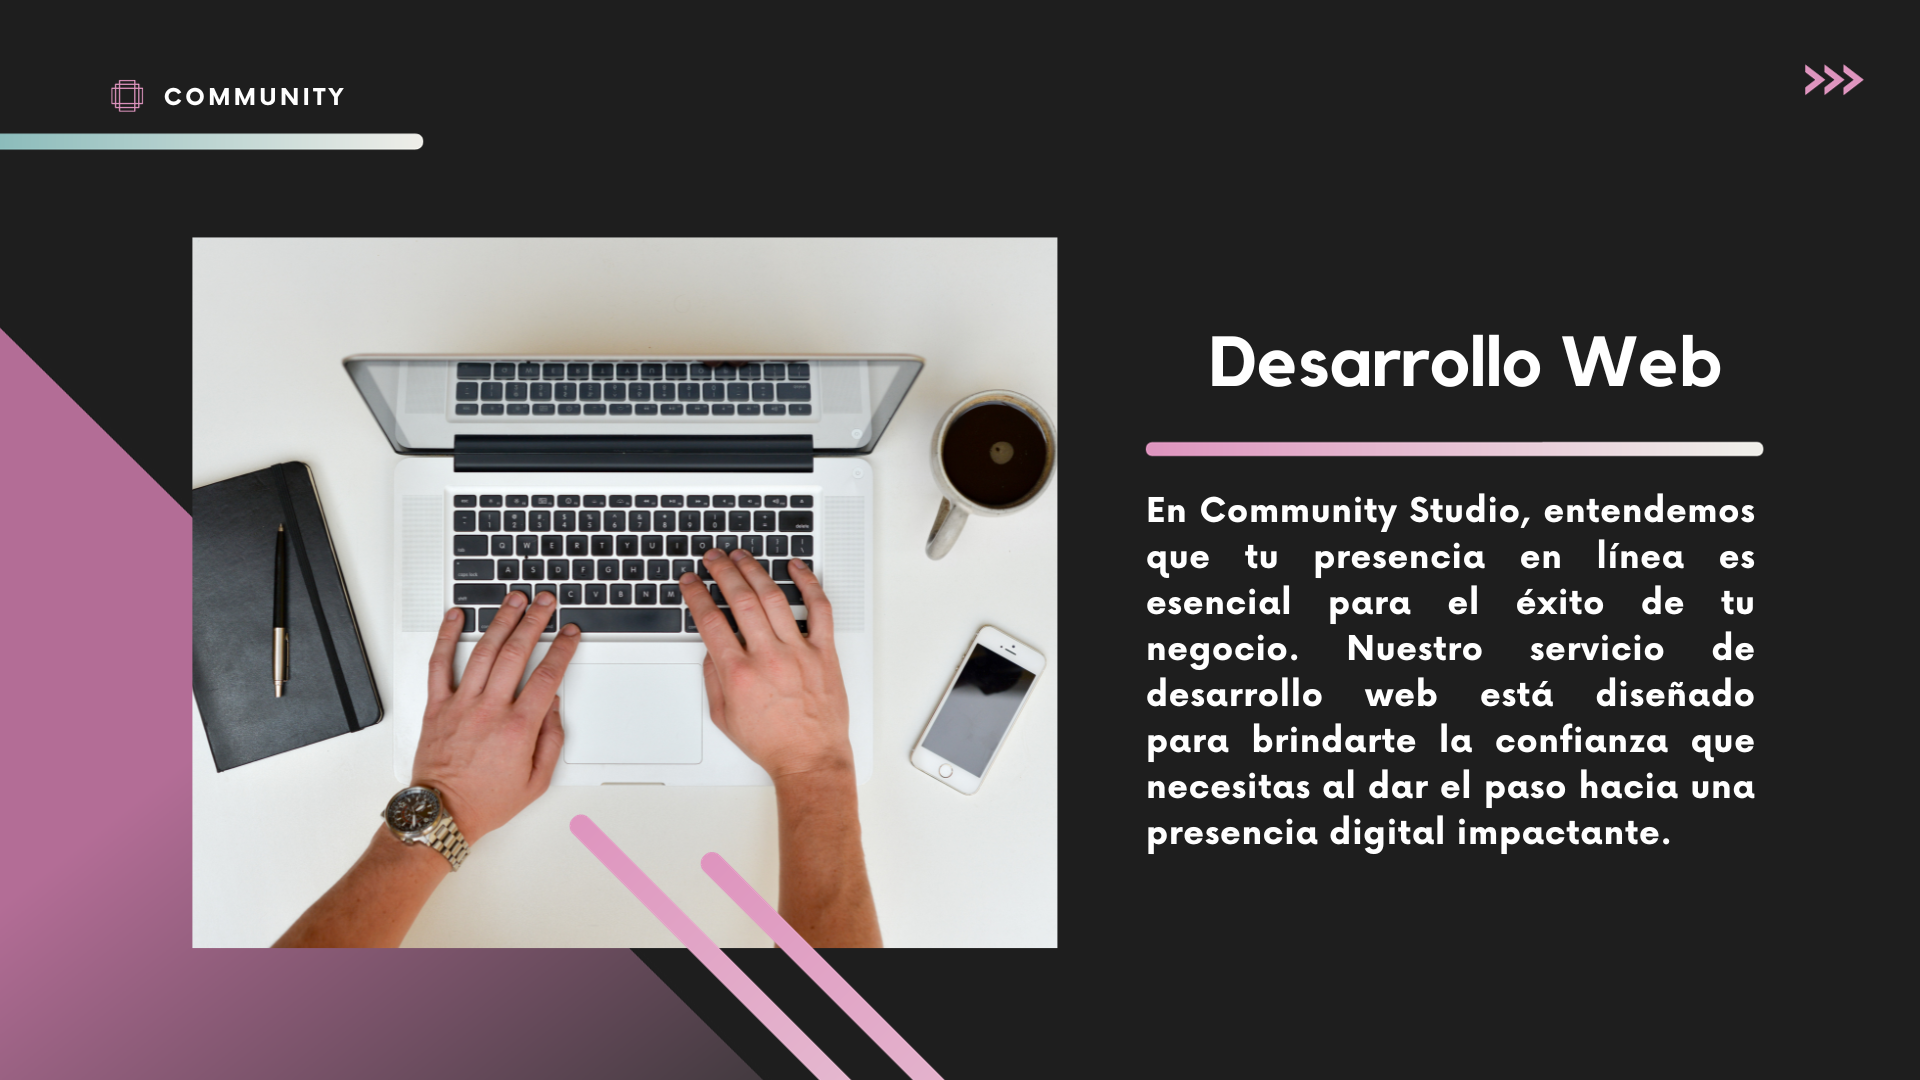 COMMUNITY
Desarrollo Web
En Community Studio, entendemos
que tu presencia en línea es
esencial para el éxito de tu
negocio. Nuestro servicio de
desarrollo web está diseñado
para brindarte la confianza que
necesitas al dar el paso hacia una
presencia digital impactante.